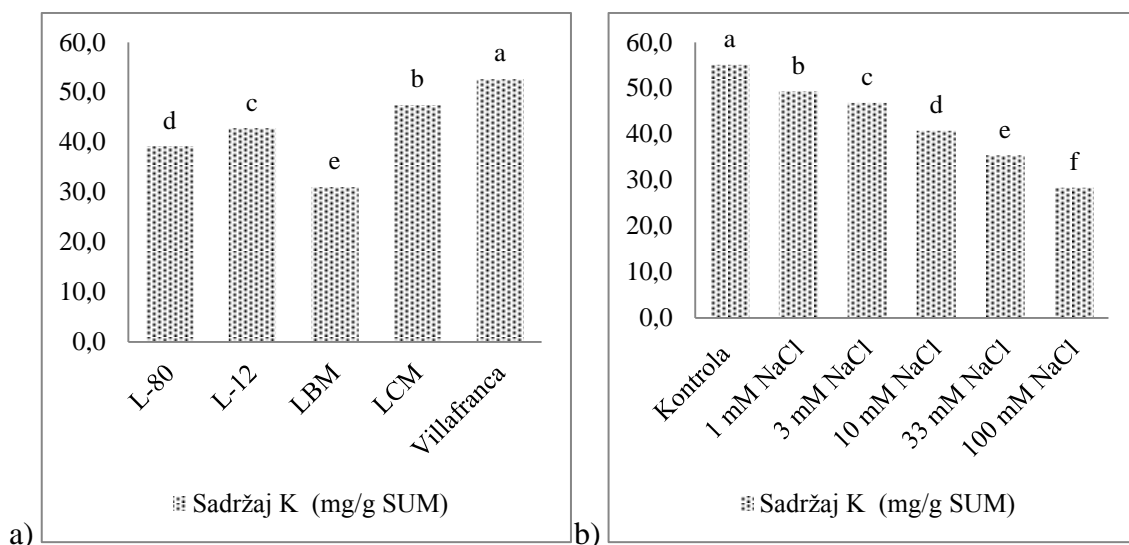 60,0
50,0
40,0
30,0
20,0
10,0
0,0
d
c
e
b
a
L-80
L-12
LBM
LCM
Villafranca
Sadržaj K (mg/g SUM)
a)
60,0
50,0
40,0
30,0
20,0
10,0
0,0
a
b
c
d
e
f
Kontrola
1 mM NaCl
3 mM NaCl
10 mM NaCl
33 mM NaCl
100 mM NaCl
Sadržaj K (mg/g SUM)
b)